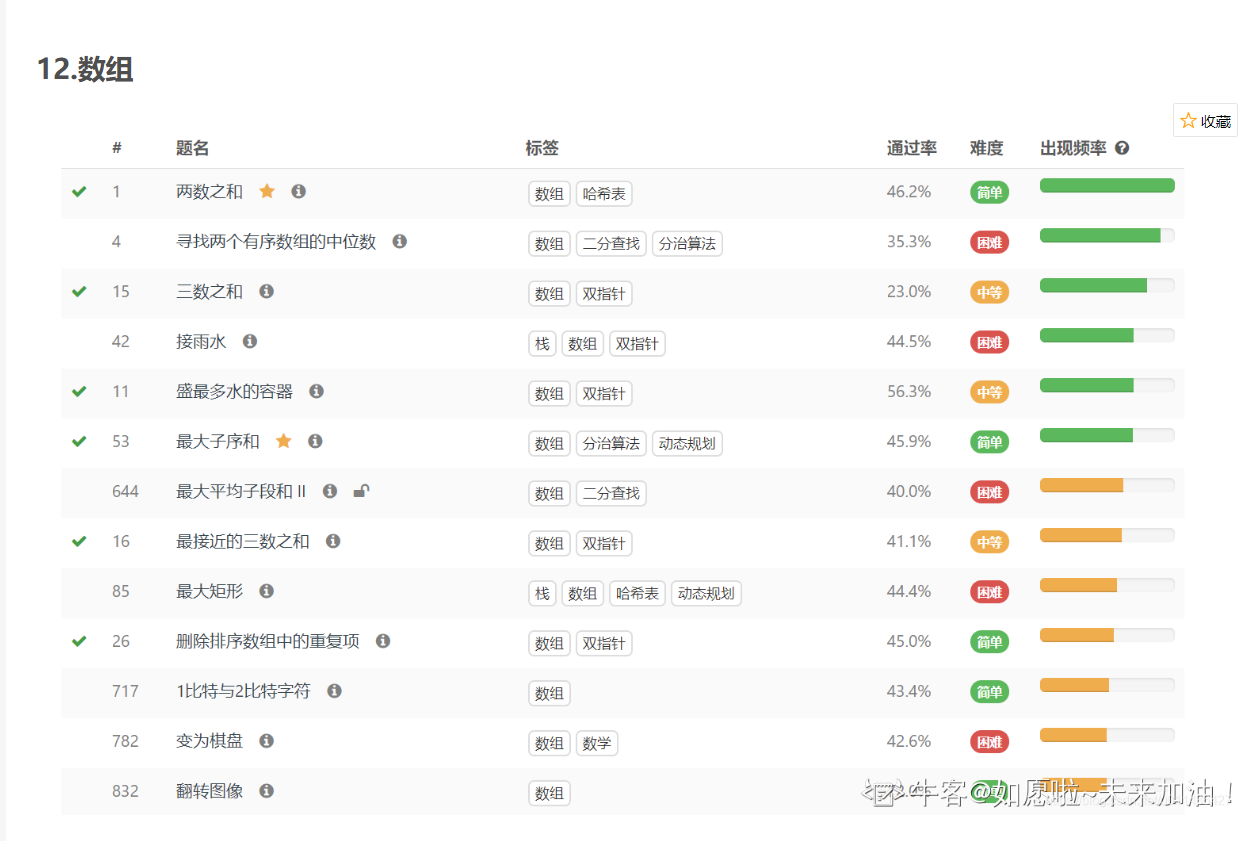 12.数组
收藏
# 题名 标签 通过率 难度 出现频率
1 两数之和 数组 哈希表 46.2% 简单
4 寻找两个有序数组的中位数 数组 二分查找 分治算法 35.3% 困难
15 三数之和 数组 双指针 23.0% 中等
42 接雨水 栈 数组 双指针 44.5% 困难
11 盛最多水的容器 数组 双指针 56.3% 中等
53 最大子序和 数组 分治算法 动态规划 45.9% 简单
644 最大平均子段和 II 数组 二分查找 40.0% 困难
16 最接近的三数之和 数组 双指针 41.1% 中等
85 最大矩形 栈 数组 哈希表 动态规划 44.4% 困难
26 删除排序数组中的重复项 数组 双指针 45.0% 简单
717 1比特与2比特字符 数组 43.4% 简单
782 变为棋盘 数组 数学 42.6% 困难
832 翻转图像 数组
牛客@如愿啦~未来加油！